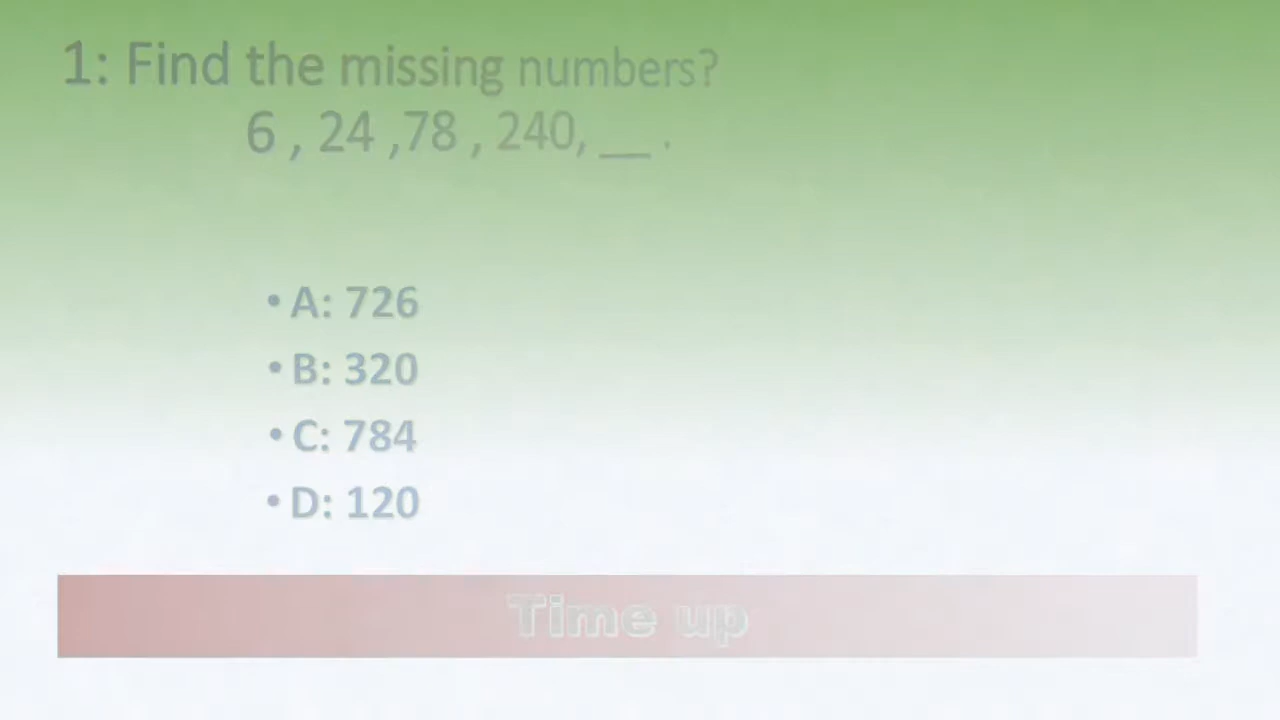 1: Find the missing numbers?
6 , 24 ,78 , 240, __ .
• A: 726
• B: 320
• C: 784
• D: 120
Time up